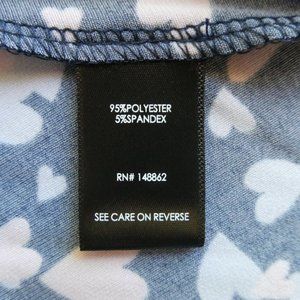 95%POLYESTER
5%SPANDEX
RN# 148862
SEE CARE ON REVERSE